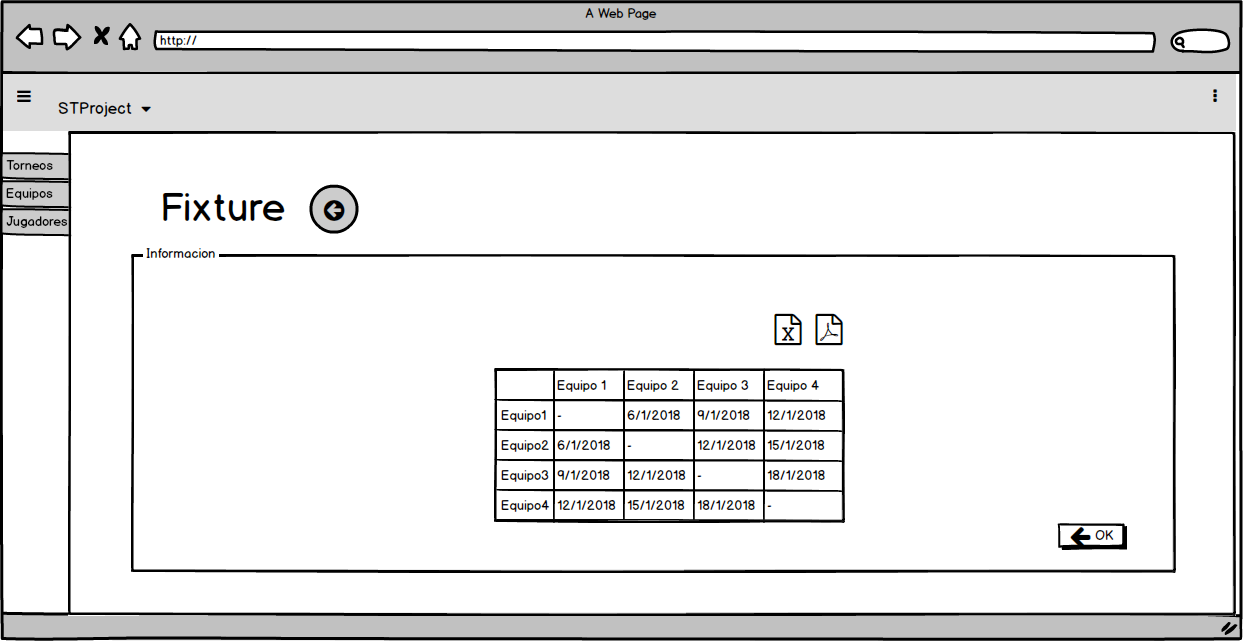 A Web Page
http://
STProject
Torneos
Equipos
Jugadores
Fixture
Informacion
X
Equipo 1 Equipo 2 Equipo 3 Equipo 4
Equipo1 - 6/1/2018 9/1/2018 12/1/2018
Equipo2 6/1/2018 - 12/1/2018 15/1/2018
Equipo3 9/1/2018 12/1/2018 - 18/1/2018
Equipo4 12/1/2018 15/1/2018 18/1/2018 -
OK